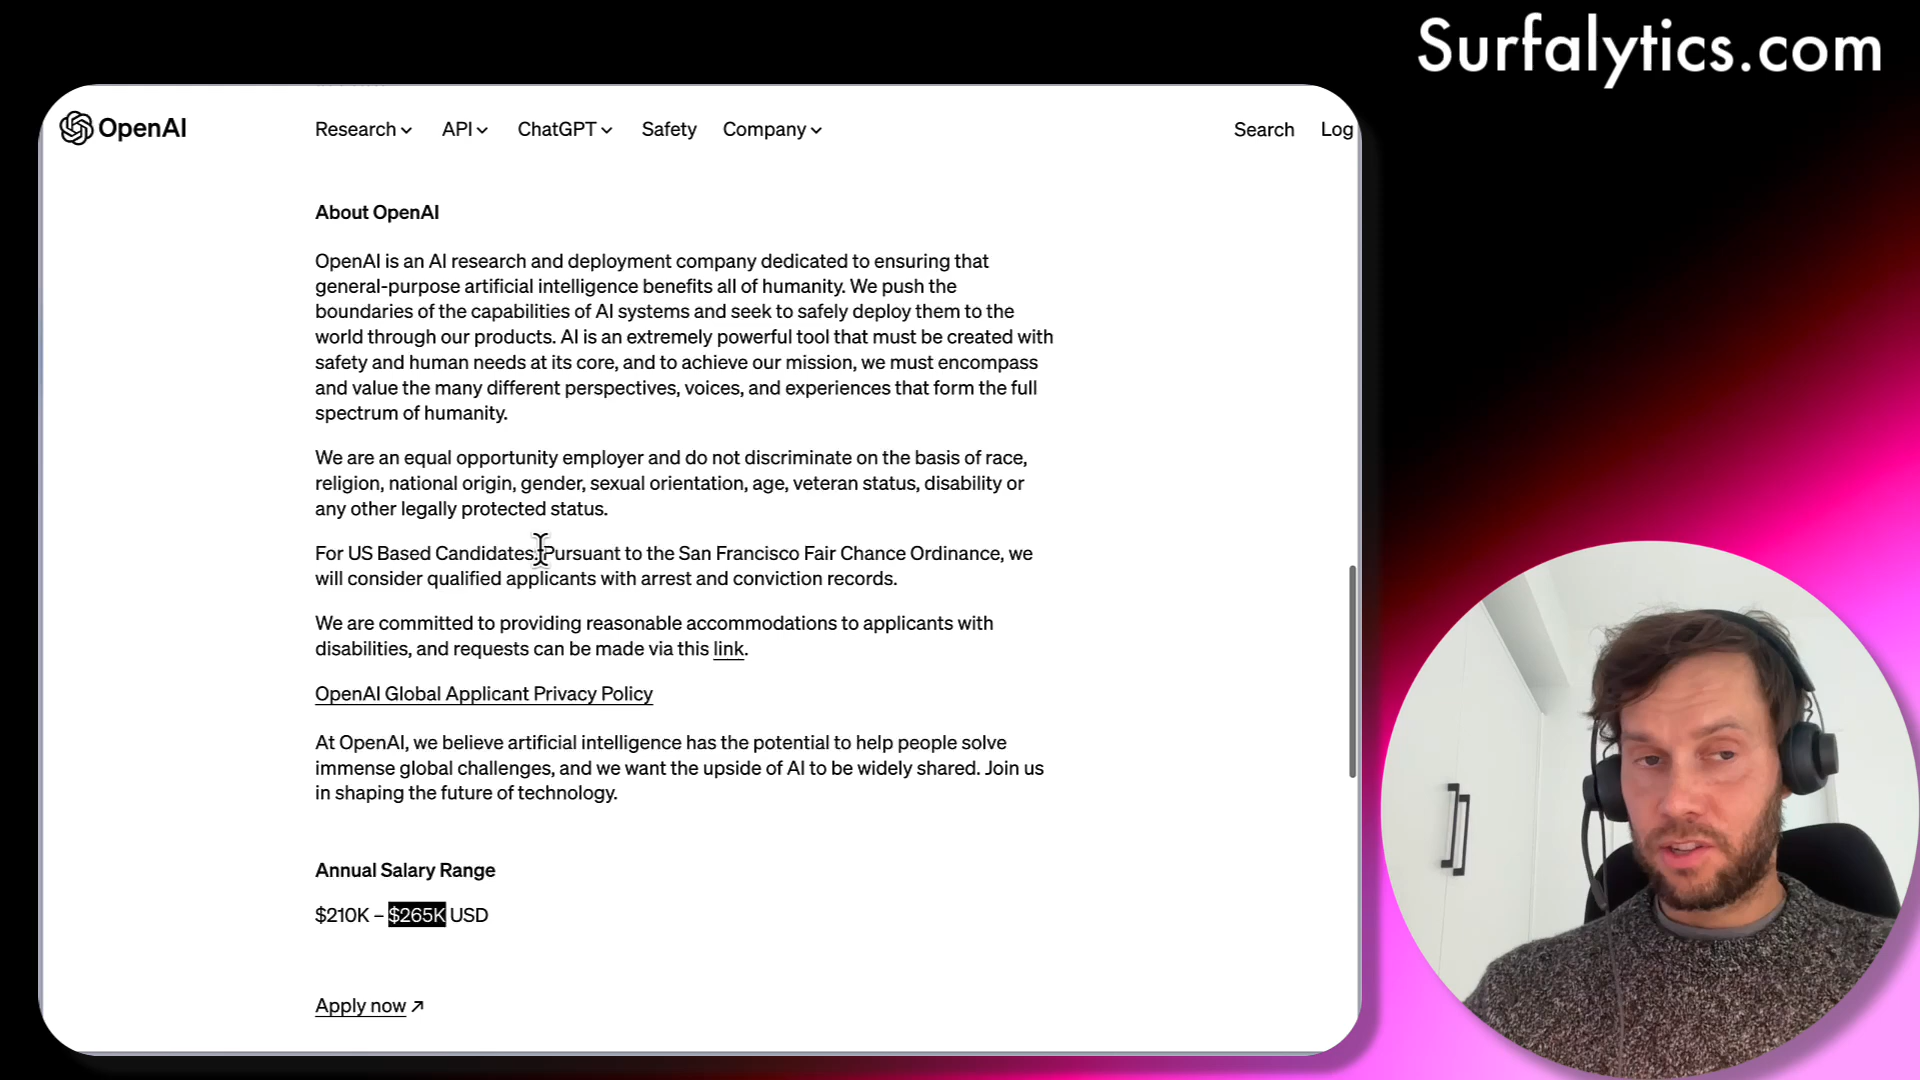 Surfalytics.com
OpenAI
Research API ChatGPT Safety Company Search Log
About OpenAI
OpenAI is an AI research and deployment company dedicated to ensuring that
general-purpose artificial intelligence benefits all of humanity. We push the
boundaries of the capabilities of AI systems and seek to safely deploy them to the
world through our products. AI is an extremely powerful tool that must be created with
safety and human needs at its core, and to achieve our mission, we must encompass
and value the many different perspectives, voices, and experiences that form the full
spectrum of humanity.
We are an equal opportunity employer and do not discriminate on the basis of race,
religion, national origin, gender, sexual orientation, age, veteran status, disability or
any other legally protected status.
For US Based Candidates: Pursuant to the San Francisco Fair Chance Ordinance, we
will consider qualified applicants with arrest and conviction records.
We are committed to providing reasonable accommodations to applicants with
disabilities, and requests can be made via this link.
OpenAI Global Applicant Privacy Policy
At OpenAI, we believe artificial intelligence has the potential to help people solve
immense global challenges, and we want the upside of AI to be widely shared. Join us
in shaping the future of technology.
Annual Salary Range
$210K – $265K USD
Apply now